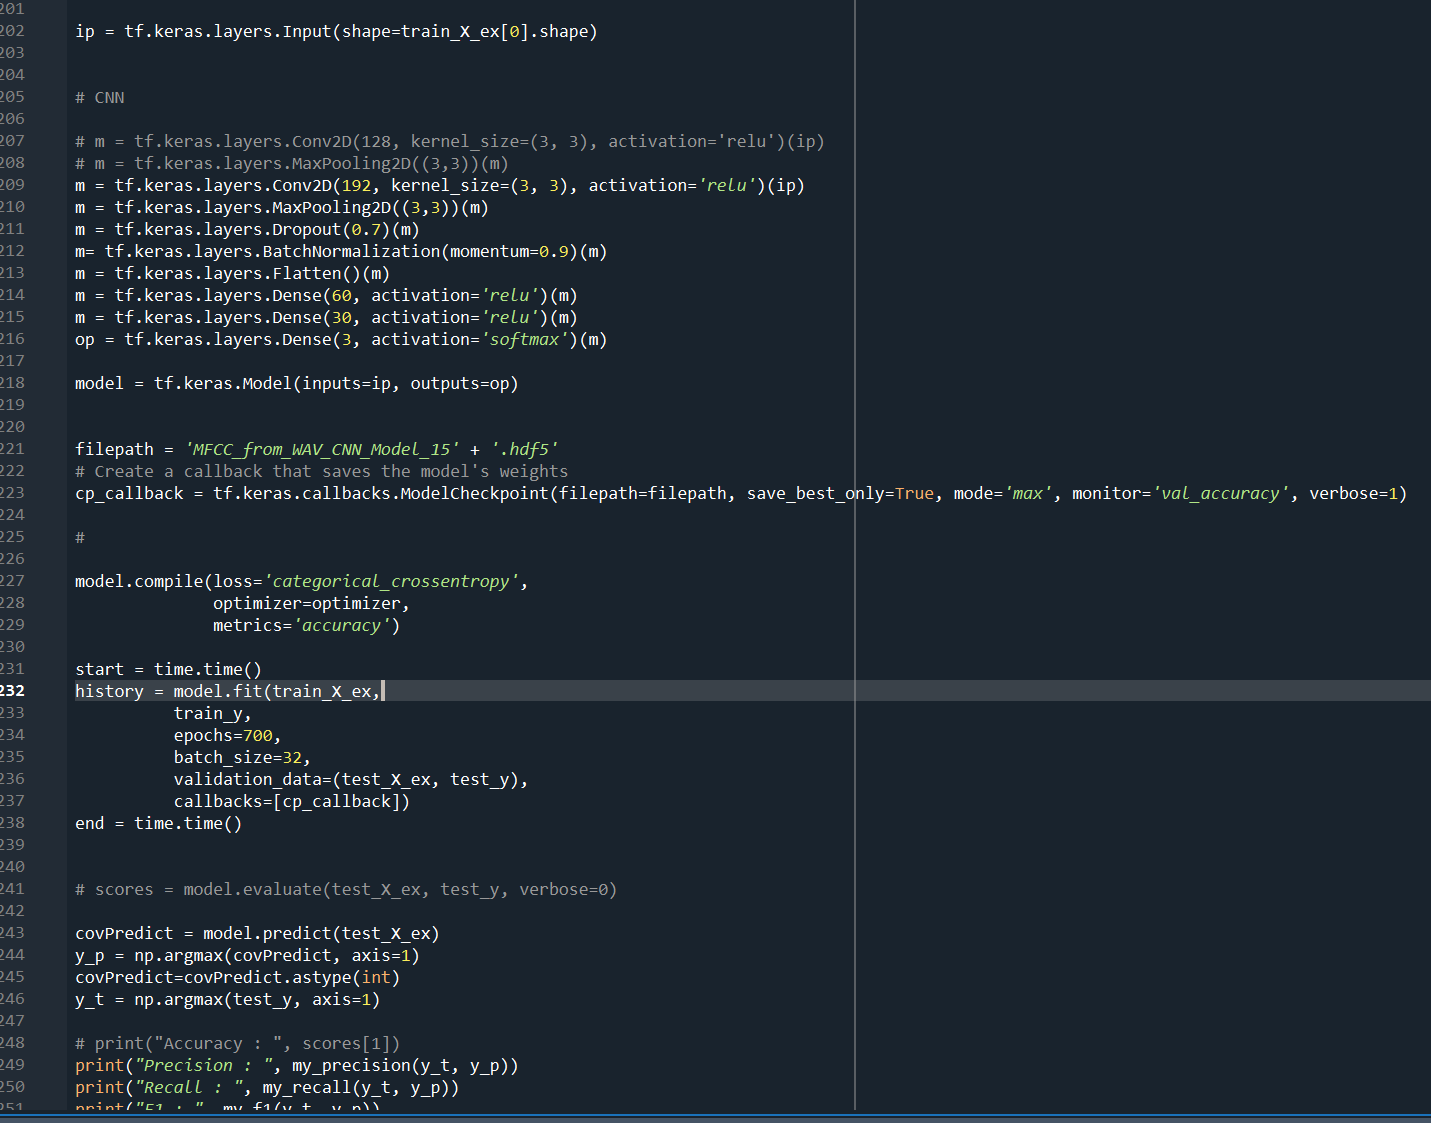 201
202 ip = tf.keras.layers.Input(shape=train_X_ex[0].shape)
203
204
205 # CNN
206
207 # m = tf.keras.layers.Conv2D(128, kernel_size=(3, 3), activation='relu')(ip)
208 # m = tf.keras.layers.MaxPooling2D((3,3))(m)
209 m = tf.keras.layers.Conv2D(192, kernel_size=(3, 3), activation='relu')(ip)
210 m = tf.keras.layers.MaxPooling2D((3,3))(m)
211 m = tf.keras.layers.Dropout(0.7)(m)
212 m= tf.keras.layers.BatchNormalization(momentum=0.9)(m)
213 m = tf.keras.layers.Flatten()(m)
214 m = tf.keras.layers.Dense(60, activation='relu')(m)
215 m = tf.keras.layers.Dense(30, activation='relu')(m)
216 op = tf.keras.layers.Dense(3, activation='softmax')(m)
217
218 model = tf.keras.Model(inputs=ip, outputs=op)
219
220
221 filepath = 'MFCC_from_WAV_CNN_Model_15' + '.hdf5'
222 # Create a callback that saves the model's weights
223 cp_callback = tf.keras.callbacks.ModelCheckpoint(filepath=filepath, save_best_only=True, mode='max', monitor='val_accuracy', verbose=1)
224
225 #
226
227 model.compile(loss='categorical_crossentropy',
228 optimizer=optimizer,
229 metrics='accuracy')
230
231 start = time.time()
232 history = model.fit(train_X_ex,
233 train_y,
234 epochs=700,
235 batch_size=32,
236 validation_data=(test_X_ex, test_y),
237 callbacks=[cp_callback])
238 end = time.time()
239
240
241 # scores = model.evaluate(test_X_ex, test_y, verbose=0)
242
243 covPredict = model.predict(test_X_ex)
244 y_p = np.argmax(covPredict, axis=1)
245 covPredict=covPredict.astype(int)
246 y_t = np.argmax(test_y, axis=1)
247
248 # print("Accuracy : ", scores[1])
249 print("Precision : ", my_precision(y_t, y_p))
250 print("Recall : ", my_recall(y_t, y_p))
251 print("F1 : ", my_f1(y_t, y_p))